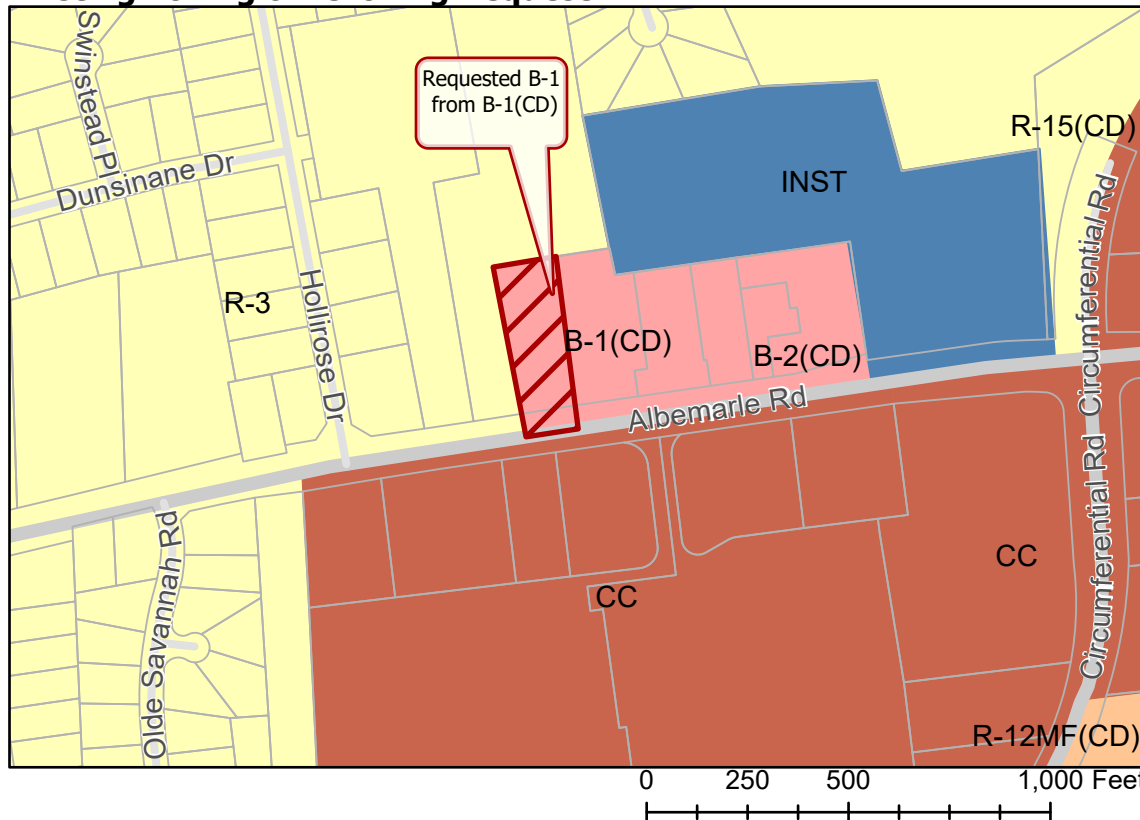 Swinstead Pl
Requested B-1
from B-1(CD)
R-15(CD)
Dunsinane Dr
INST
Circumferential Rd
R-3
Hollirose Dr
B-1(CD)
B-2(CD)
Albemarle Rd
Circumferential Rd
Olde Savannah Rd
CC
CC
R-12MF(CD)
0 250 500 1,000 Feet